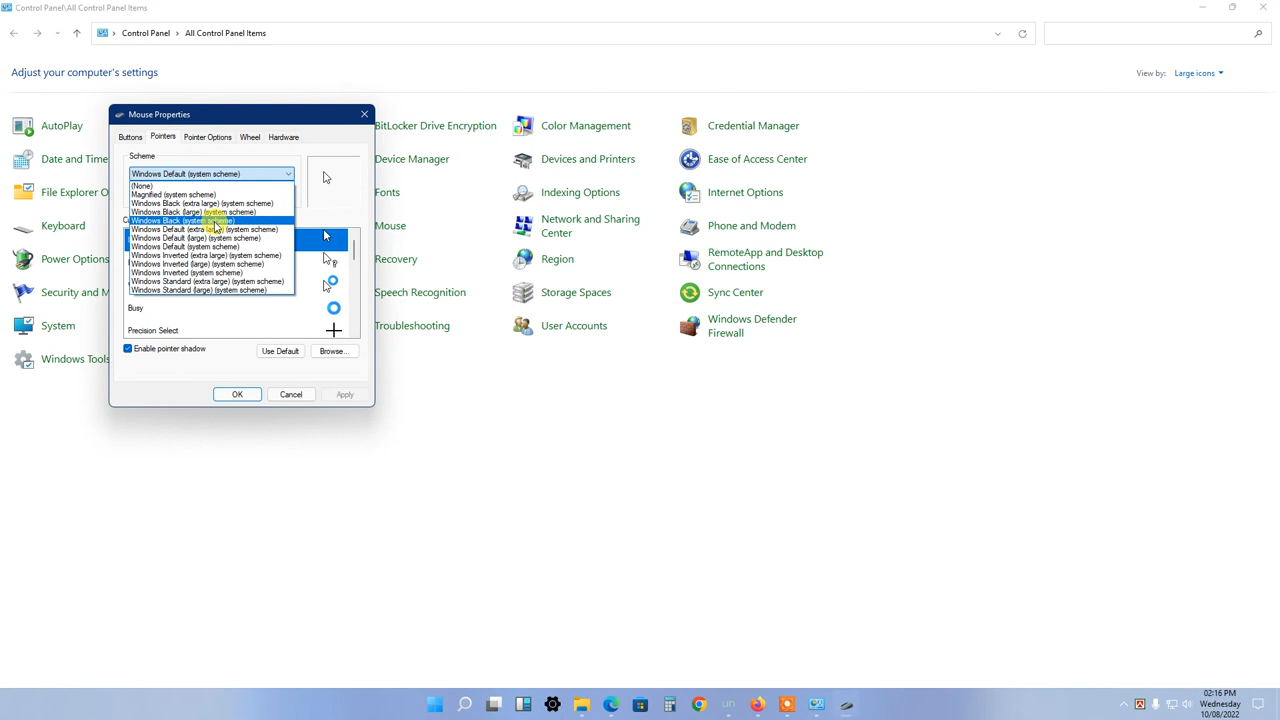 Control Panel\All Control Panel Items
Control Panel
All Control Panel Items
Adjust your computer's settings
View by:
Large icons
Mouse Properties
AutoPlay
BitLocker Drive Encryption
Color Management
Credential Manager
Buttons
Pointers
Pointer Options
Wheel
Hardware
Date and Time
Device Manager
Devices and Printers
Ease of Access Center
Scheme
Windows Default (system scheme)
(None)
Magnified (system scheme)
Windows Black (extra large) (system scheme)
Windows Black (large) (system scheme)
Windows Black (system scheme)
Windows Default (extra large) (system scheme)
Windows Default (large) (system scheme)
Windows Default (system scheme)
Windows Inverted (extra large) (system scheme)
Windows Inverted (large) (system scheme)
Windows Inverted (system scheme)
Windows Standard (extra large) (system scheme)
Windows Standard (large) (system scheme)
File Explorer O
Fonts
Indexing Options
Internet Options
Keyboard
Mouse
Network and Sharing
Center
Phone and Modem
Power Options
Recovery
Region
RemoteApp and Desktop
Connections
Security and M
Speech Recognition
Storage Spaces
Sync Center
Busy
Precision Select
System
Troubleshooting
User Accounts
Windows Defender
Firewall
Enable pointer shadow
Use Default
Browse...
Windows Tools
OK
Cancel
Apply
02:16 PM
Wednesday
10/08/2022